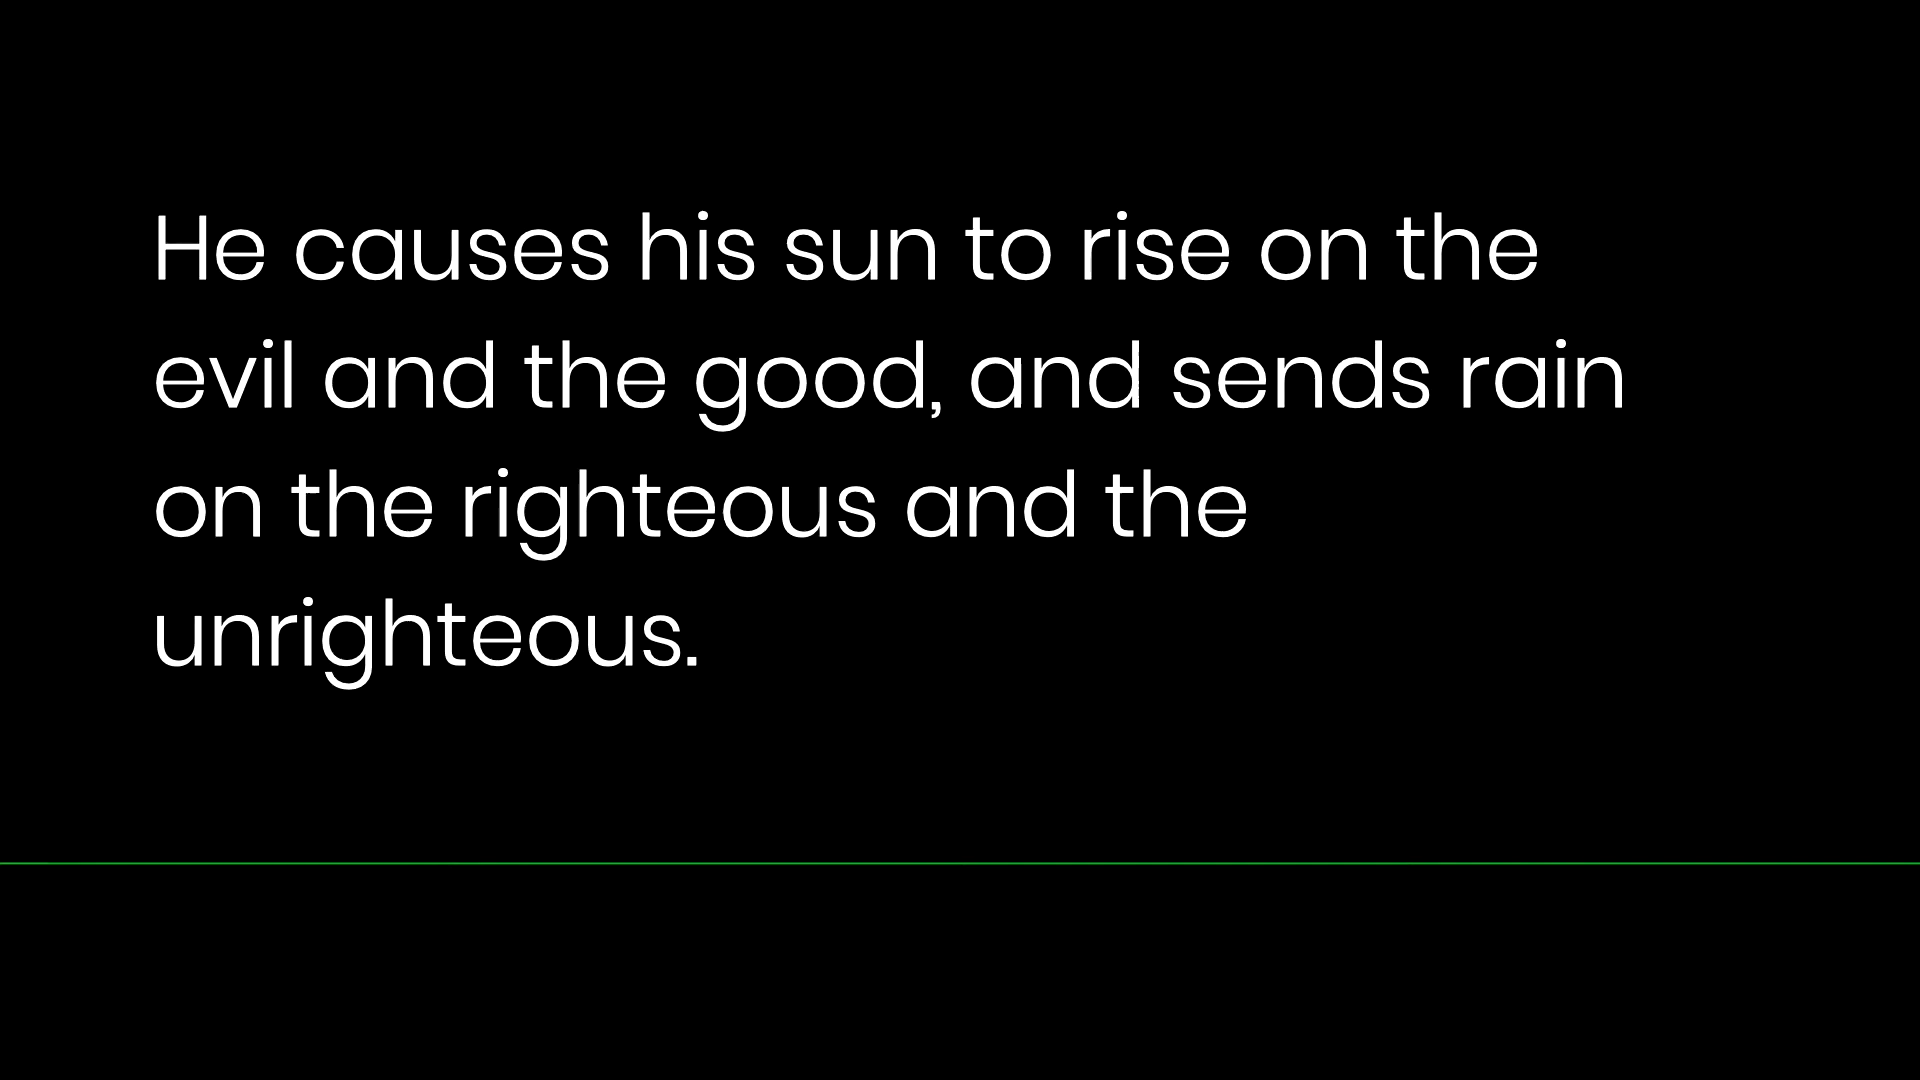 He causes his sun to rise on the
evil and the good, and sends rain
on the righteous and the
unrighteous.